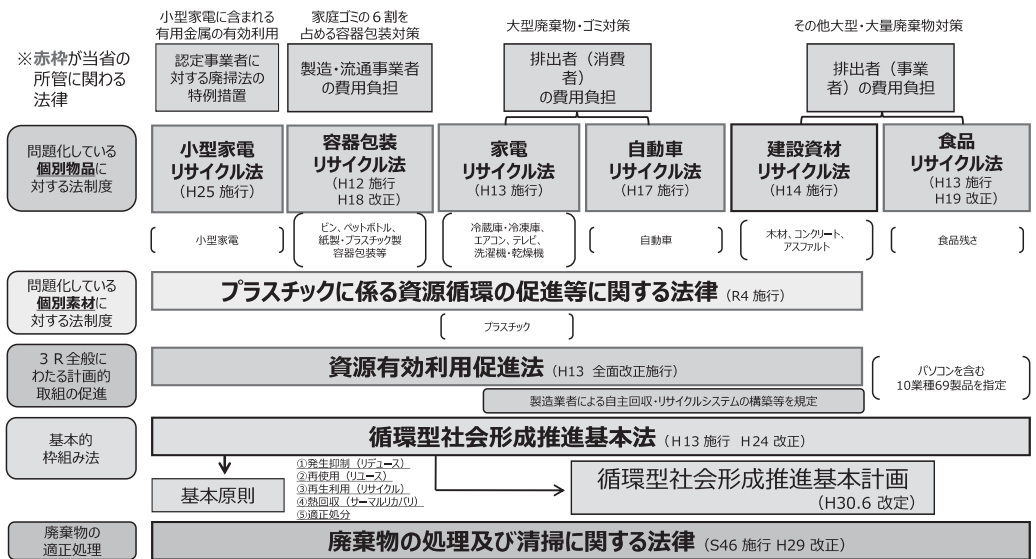 ※赤枠が当省の
所管に関わる
法律
小型家電に含まれる
有用金属の有効利用
家庭ゴミの６割を
占める容器包装対策
大型廃棄物・ゴミ対策
その他大型・大量廃棄物対策
認定事業者に
対する廃掃法の
特例措置
製造・流通事業者
の費用負担
排出者（消費
者）
の費用負担
排出者（事業
者）の費用負担
問題化している
個別物品に
対する法制度
小型家電
リサイクル法
（H25 施行）
容器包装
リサイクル法
（H12 施行
H18 改正）
家電
リサイクル法
（H13 施行）
自動車
リサイクル法
（H17 施行）
建設資材
リサイクル法
（H14 施行）
食品
リサイクル法
（H13 施行
H19 改正）
小型家電
ビン、ペットボトル、
紙製・プラスチック製
容器包装等
冷蔵庫・冷凍庫、
エアコン、テレビ、
洗濯機・乾燥機
自動車
木材、コンクリート、
アスファルト
食品残さ
問題化している
個別素材に
対する法制度
プラスチックに係る資源循環の促進等に関する法律（R4 施行）
プラスチック
３Ｒ全般に
わたる計画的
取組の促進
資源有効利用促進法（H13 全面改正施行）
パソコンを含む
10業種69製品を指定
製造業者による自主回収・リサイクルシステムの構築等を規定
基本的
枠組み法
循環型社会形成推進基本法（H13 施行 H24 改正）
基本原則
①発生抑制（リデュース）
②再使用（リユース）
③再生利用（リサイクル）
④熱回収（サーマルリカバリ）
⑤適正処分
循環型社会形成推進基本計画
（H30.6 改定）
廃棄物の
適正処理
廃棄物の処理及び清掃に関する法律（S46 施行 H29 改正）